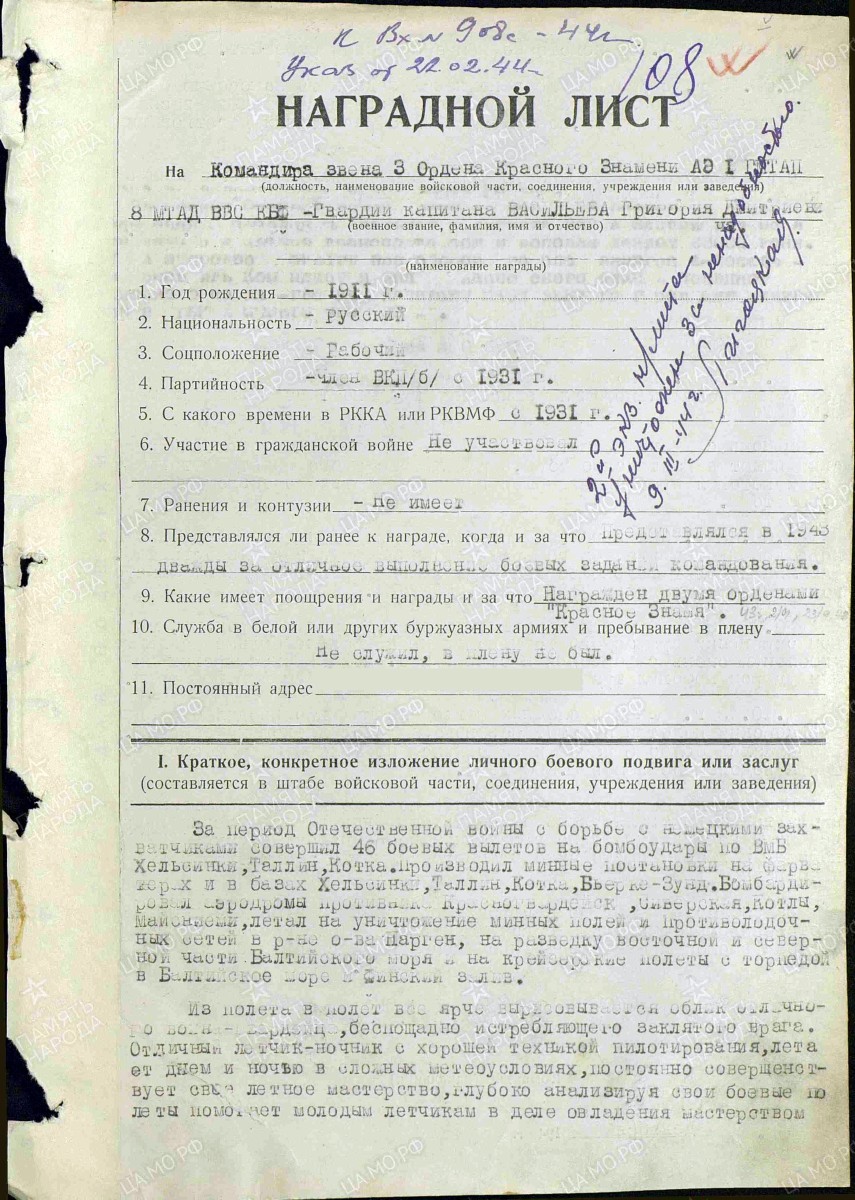 к Вх № 908с - 44г.
Указ от 22.02.44г.
108
НАГРАДНОЙ ЛИСТ
На Командира звена 3 Ордена Красного Знамени АЭ I ГМТАП
(должность, наименование войсковой части, соединения, учреждения или заведения)
8 МТАД ВВС КБФ -Гвардии капитана ВАСИЛЬЕВА Григория Дмитриеви
ча.
(военное звание, фамилия, имя и отчество)
(наименование награды)
1. Год рождения - 1911 г.
2. Национальность - Русский
3. Соцположение - Рабочий
4. Партийность -член ВКП/б/ с 1931 г.
5. С какого времени в РККА или РКВМФ с 1931 г.
6. Участие в гражданской войне Не участвовал
2й экз. н/листа
уничтожен за ненадобностью.
9.III-44г.
7. Ранения и контузии - Не имеет
8. Представлялся ли ранее к награде, когда и за что Представлялся в 1943
дважды за отличное выполнение боевых заданий командования.
9. Какие имеет поощрения и награды и за что Награжден двумя орденами
"Красное Знамя".
10. Служба в белой или других буржуазных армиях и пребывание в плену
Не служил, в плену не был.
11. Постоянный адрес
I. Краткое, конкретное изложение личного боевого подвига или заслуг
(составляется в штабе войсковой части, соединения, учреждения или заведения)
За период Отечественной войны с борьбе с немецкими зах-
ватчиками совершил 46 боевых вылетов на бомбоудары по ВМБ
Хельсинки,Таллин,Котка.Производил минные постановки на фарва
терах и в базах Хельсинки,Таллин,Котка,Бьерке-Зунд.Бомбарди-
ровал аэродромы противника Красногвардейск,Сиверская,Котлы,
Майсниеми,летал на уничтожение минных полей и противолодоч-
ных сетей в р-не о-ва Нарген, на разведку восточной и север-
ной части Балтийского моря и на крейсерские полеты с торпедой
в Балтийское море и Финский залив.
Из полета в полет все ярче вырисовывается облик отлично-
го воина-гвардейца,беспощадно истребляющего заклятого врага.
Отличный летчик-ночник с хорошей техникой пилотирования,лета
ет днем и ночью в сложных метеоусловиях,постоянно совершенст-
вует свое летное мастерство,глубоко анализируя свои боевые по
леты помогает молодым летчикам в деле овладения мастерством